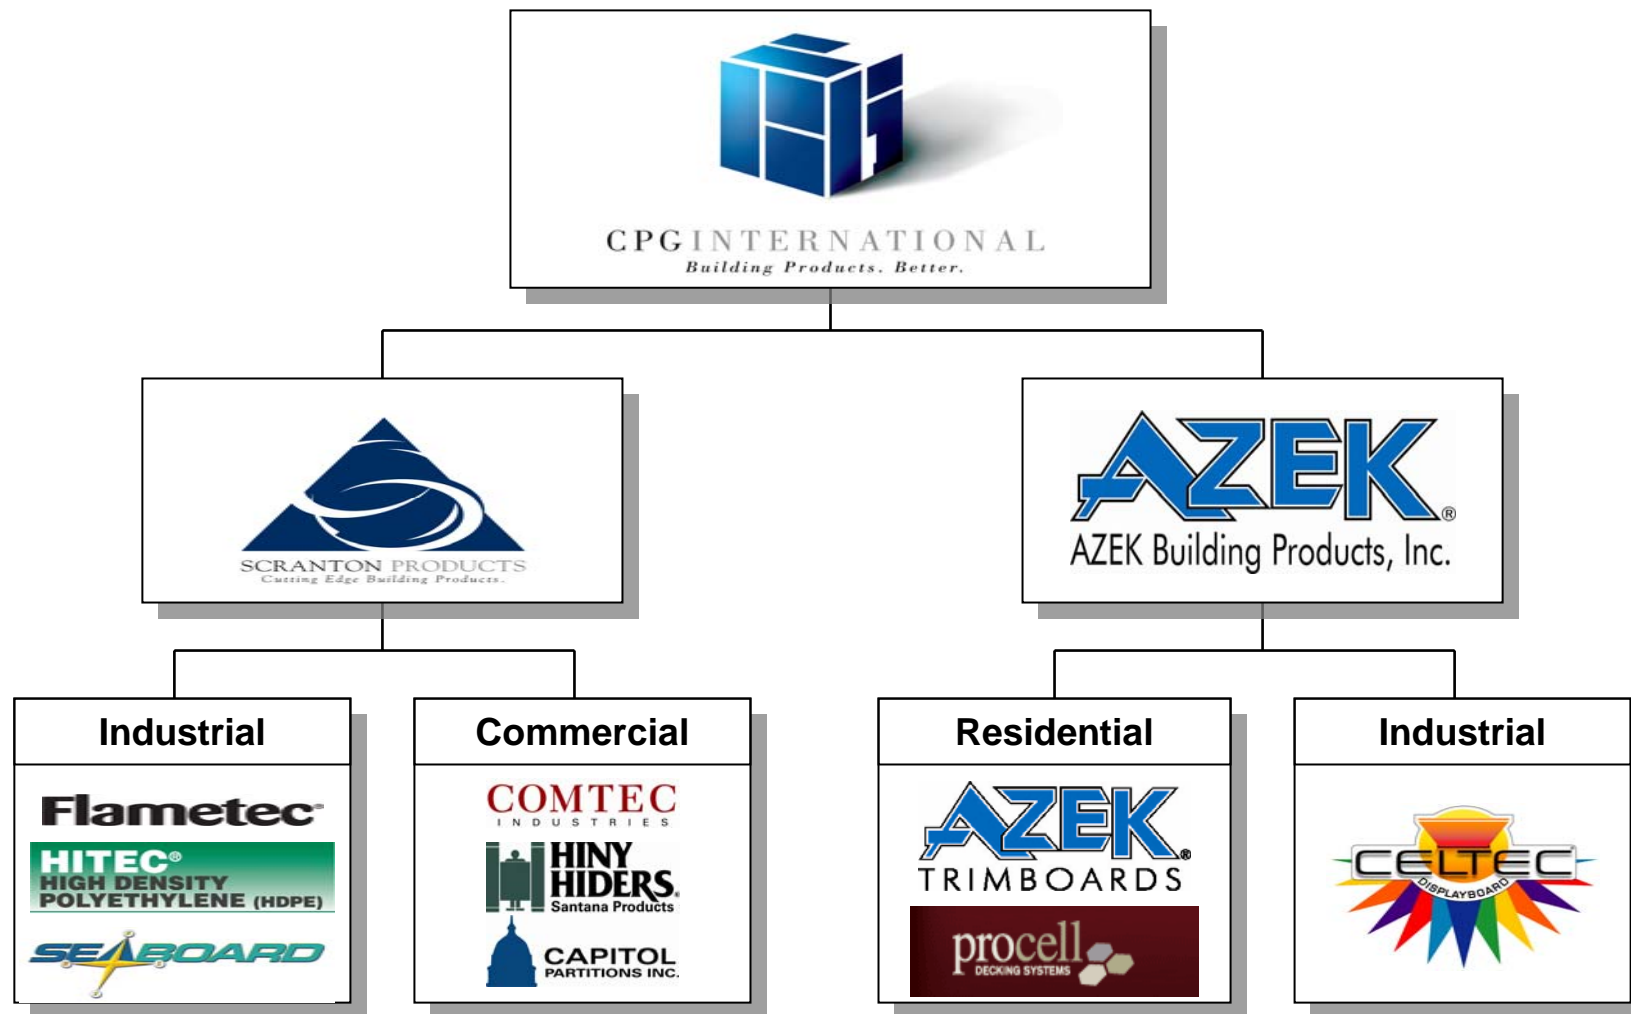 CPGINTERNATIONAL
Building Products. Better.
SCRANTON PRODUCTS
Cutting Edge Building Products.
AZEK®
AZEK Building Products, Inc.
Industrial
Flametec
HITEC®
HIGH DENSITY
POLYETHYLENE (HDPE)
SEABOARD
Commercial
COMTEC
INDUSTRIES
HINY
HIDERS®
Santana Products
CAPITOL
PARTITIONS INC.
Residential
AZEK®
TRIMBOARDS
procell
DECKING SYSTEMS
Industrial
CELTEC
DISPLAYBOARD